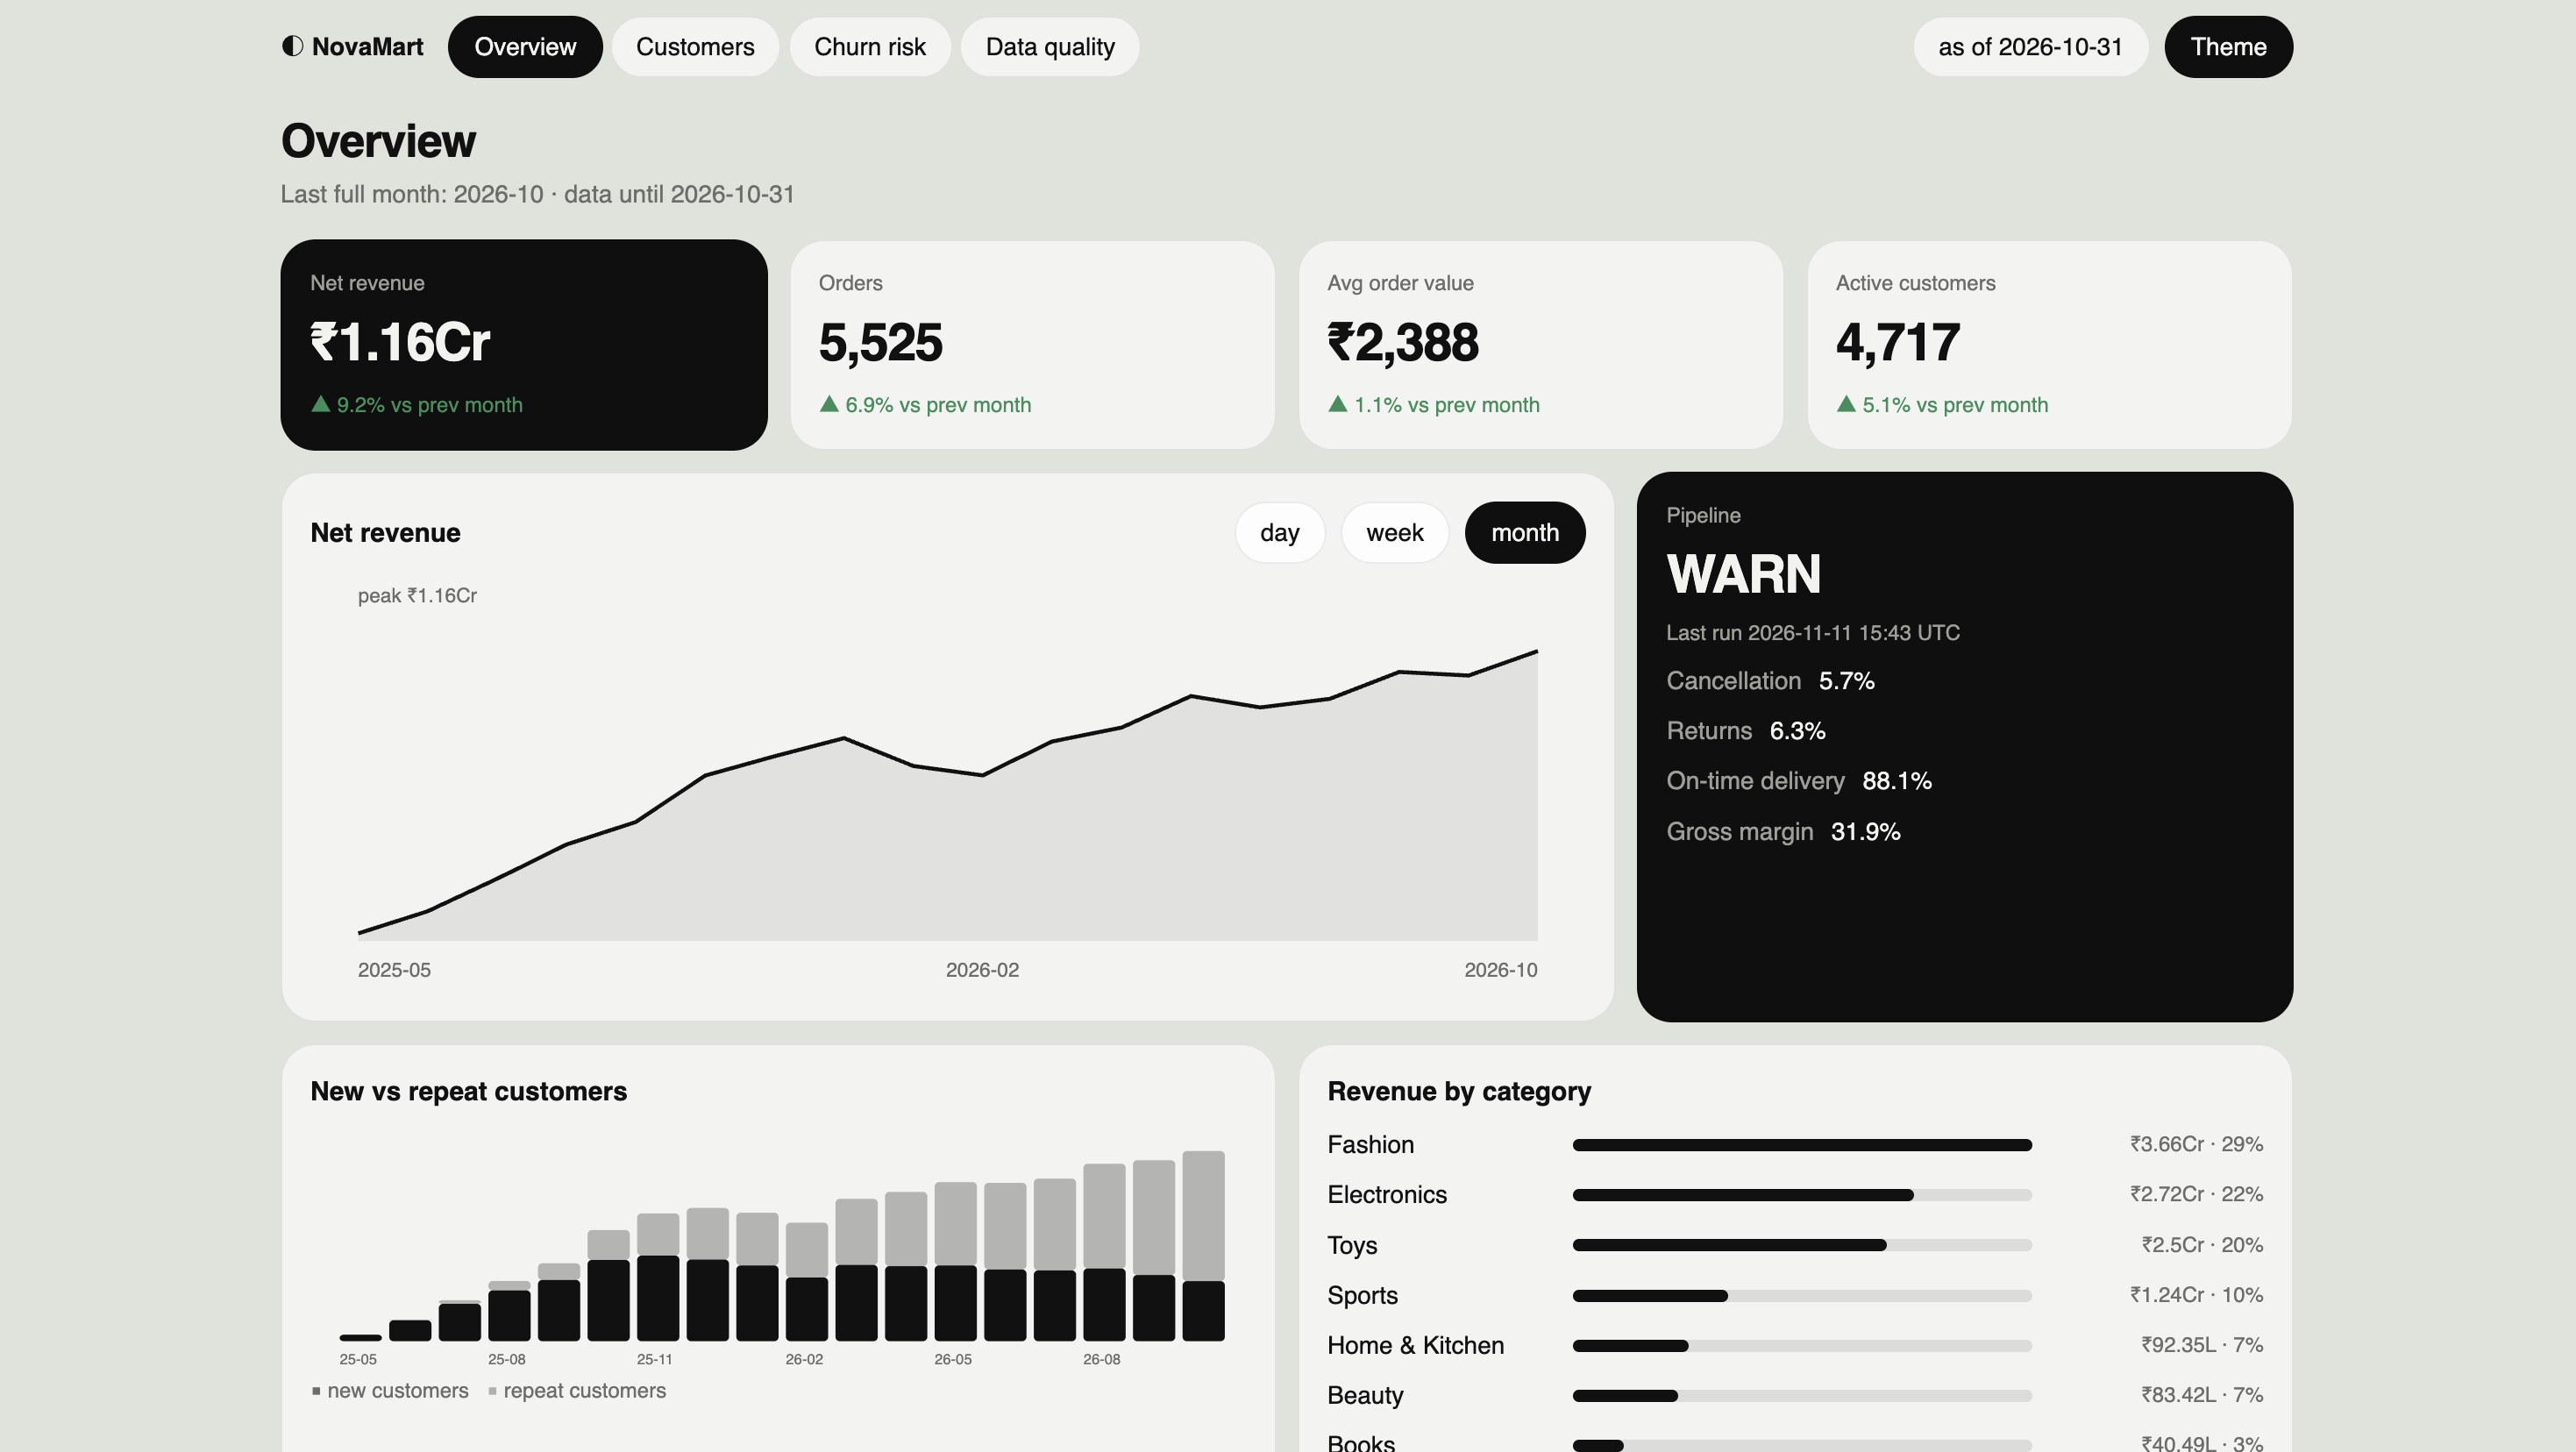 NovaMart Overview Customers Churn risk Data quality as of 2026-10-31 Theme
Overview
Last full month: 2026-10 · data until 2026-10-31
Net revenue
₹1.16Cr
▲ 9.2% vs prev month
Orders
5,525
▲ 6.9% vs prev month
Avg order value
₹2,388
▲ 1.1% vs prev month
Active customers
4,717
▲ 5.1% vs prev month
Net revenue
day week month
peak ₹1.16Cr
2025-05 2026-02 2026-10
Pipeline
WARN
Last run 2026-11-11 15:43 UTC
Cancellation 5.7%
Returns 6.3%
On-time delivery 88.1%
Gross margin 31.9%
New vs repeat customers
25-05 25-08 25-11 26-02 26-05 26-08
new customers repeat customers
Revenue by category
Fashion ₹3.66Cr · 29%
Electronics ₹2.72Cr · 22%
Toys ₹2.5Cr · 20%
Sports ₹1.24Cr · 10%
Home & Kitchen ₹92.35L · 7%
Beauty ₹83.42L · 7%
Books ₹40.49L · 3%